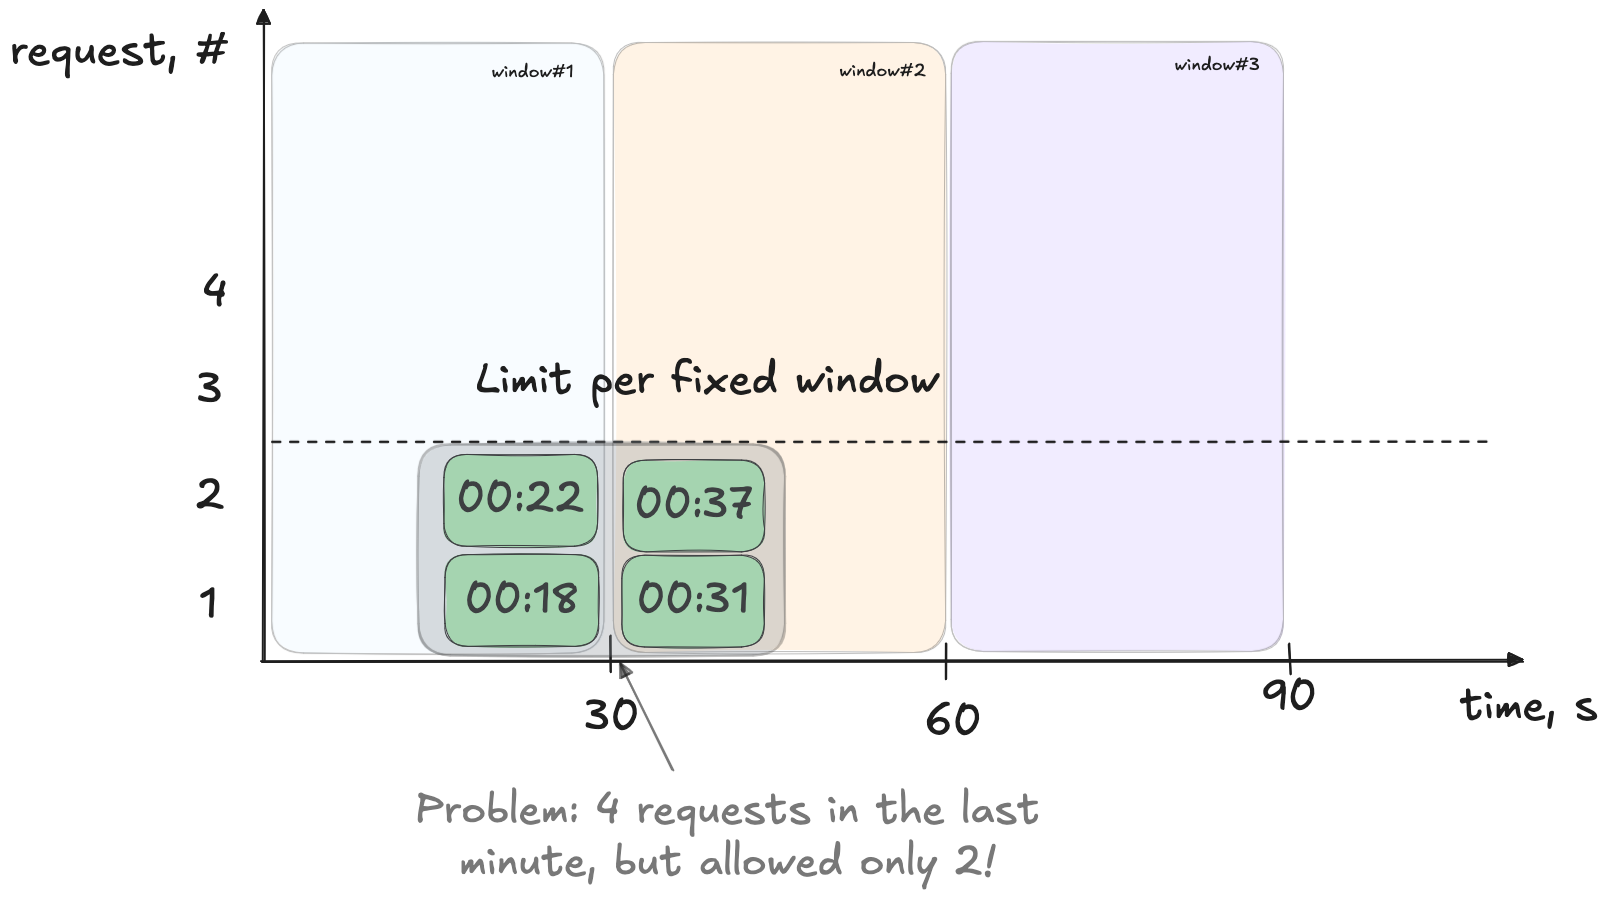 request, #
window#1
window#2
window#3
4
3
Limit per fixed window
2
00:22
00:37
1
00:18
00:31
30
60
90
time, s
Problem: 4 requests in the last
minute, but allowed only 2!